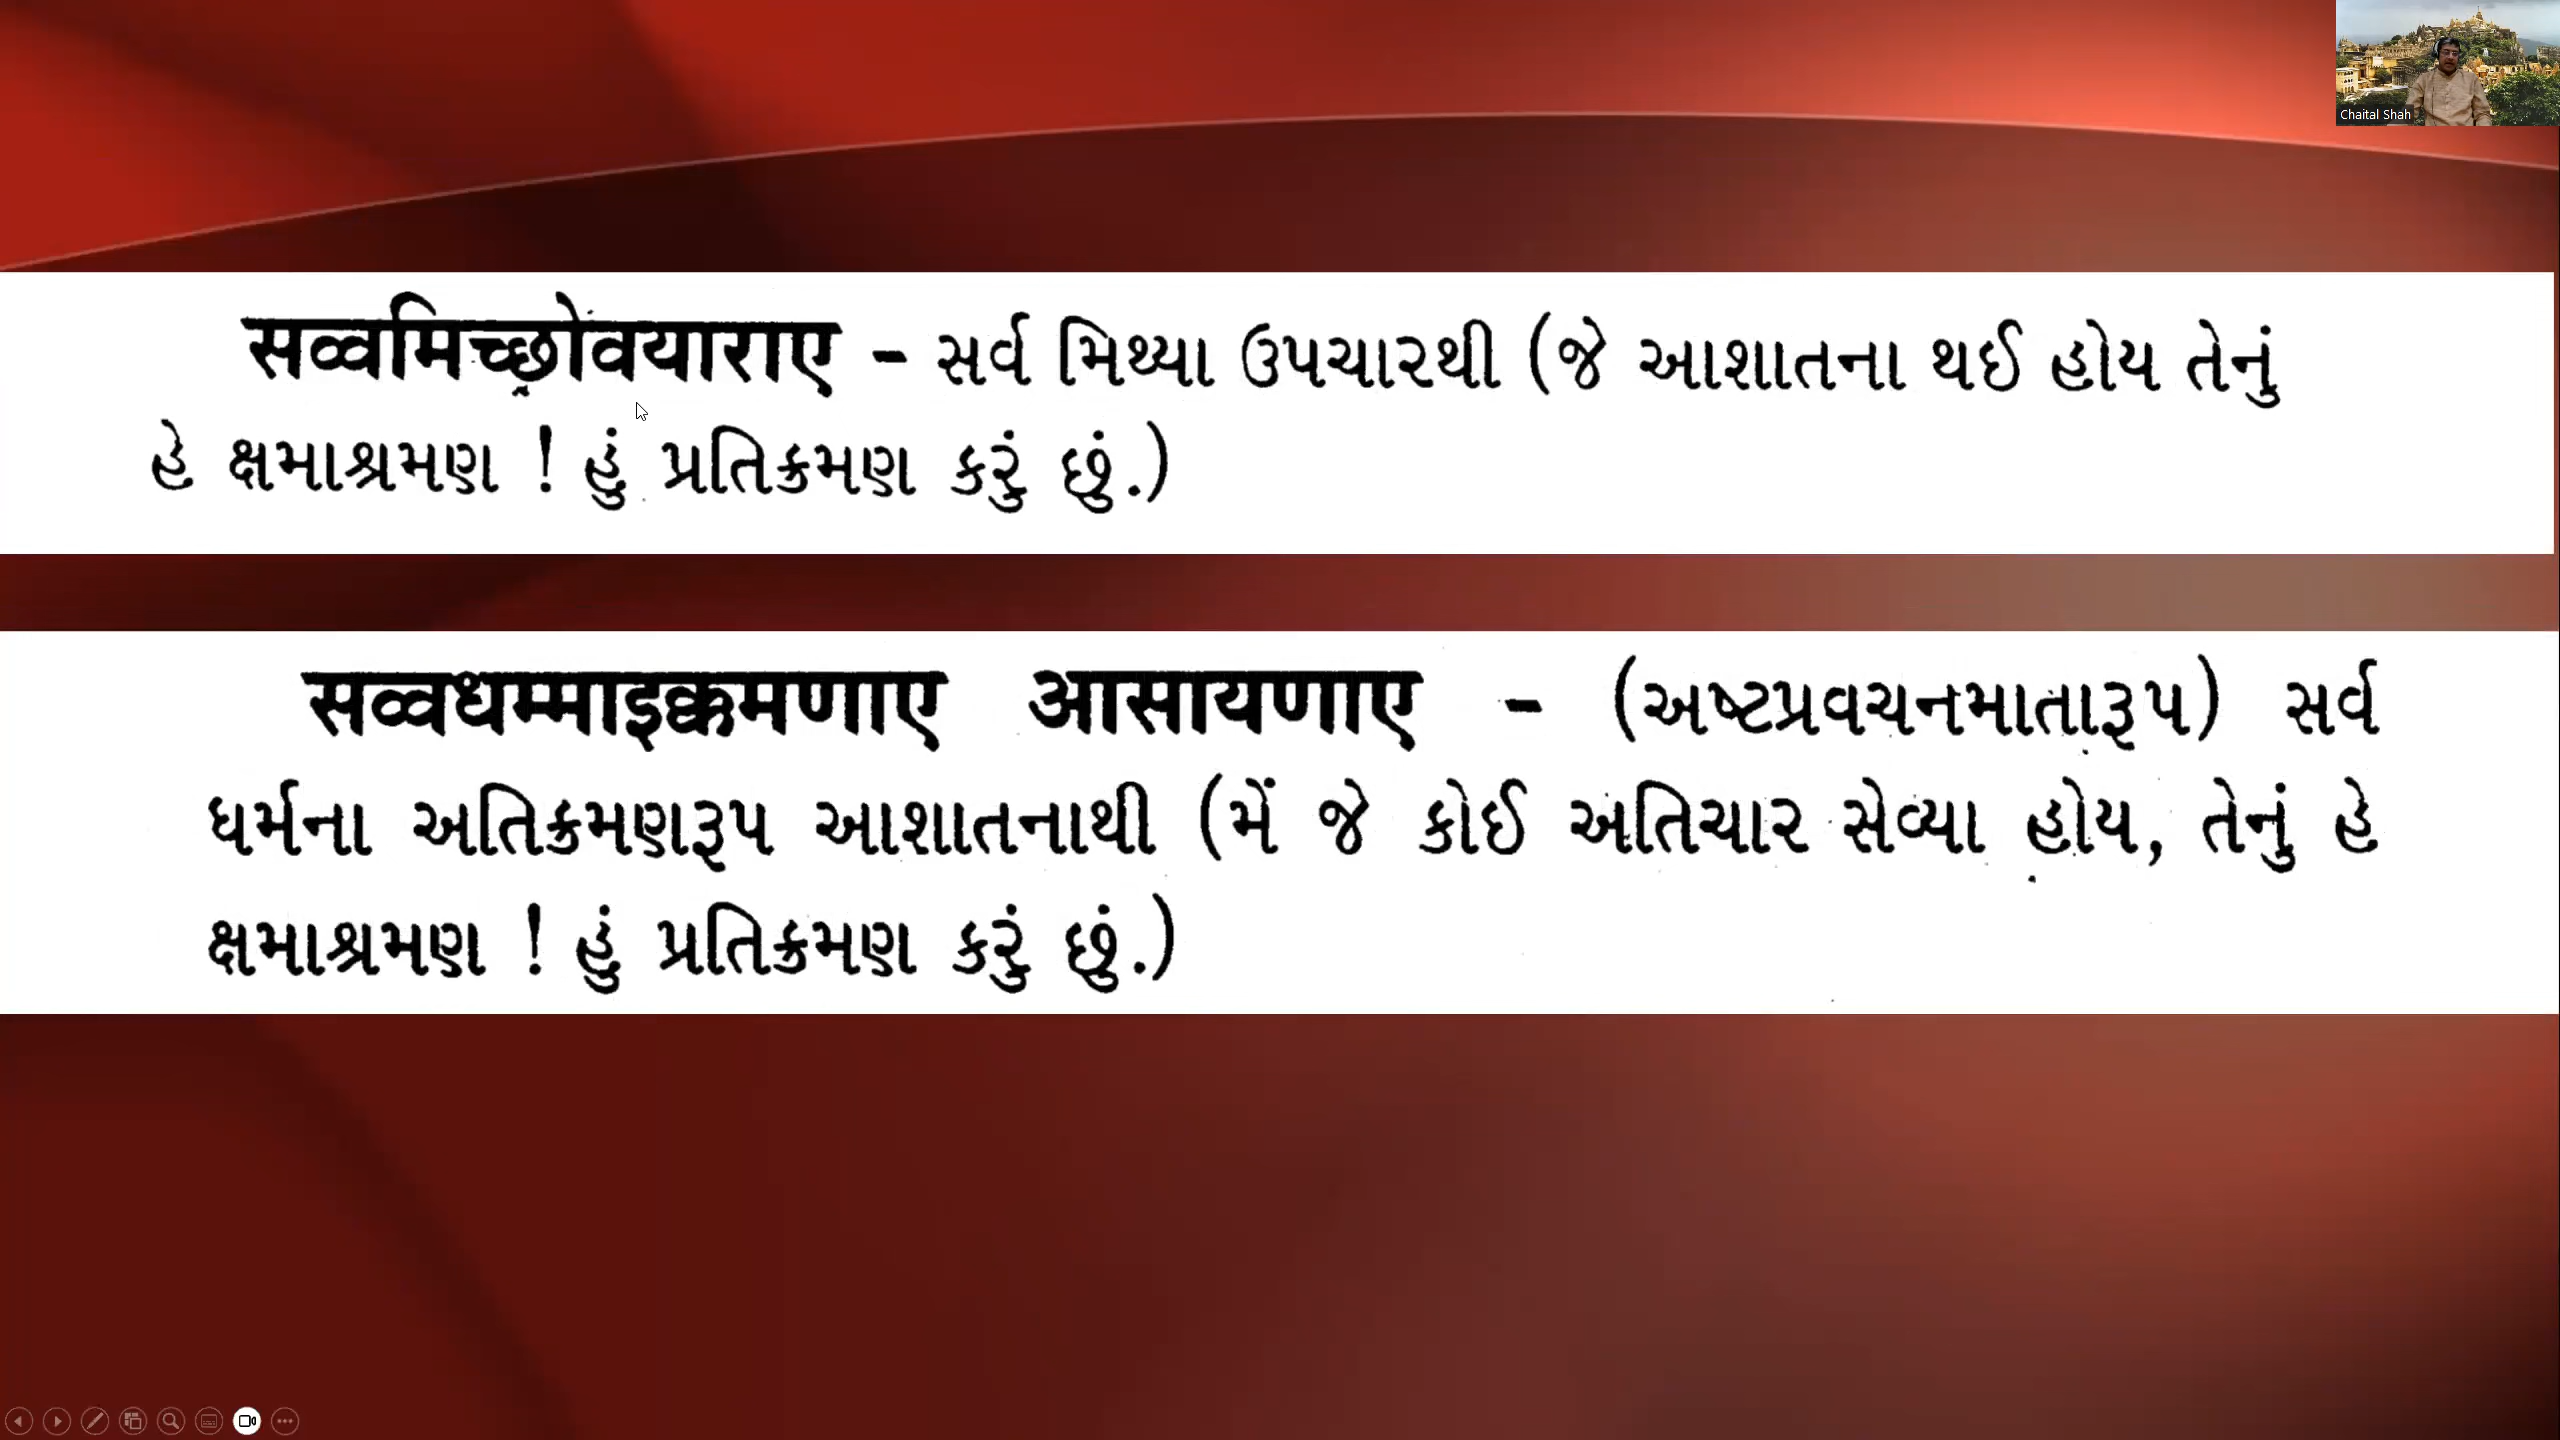 Chaital Shah
सव्वमिच्छोवयाराए - સર્વ મિથ્યા ઉપચારથી (જે આશાતના થઈ હોય તેનું
હે ક્ષમાશ્રમણ ! હું પ્રતિક્રમણ કરું છું.)
सव्वधम्माइक्कमणाए आसायणाए - (અષ્ટપ્રવચનમાતારૂપ) સર્વ
ધર્મના અતિક્રમણરૂપ આશાતનાથી (મેં જે કોઈ અતિચાર સેવ્યા હોય, તેનું હે
ક્ષમાશ્રમણ ! હું પ્રતિક્રમણ કરું છું.)